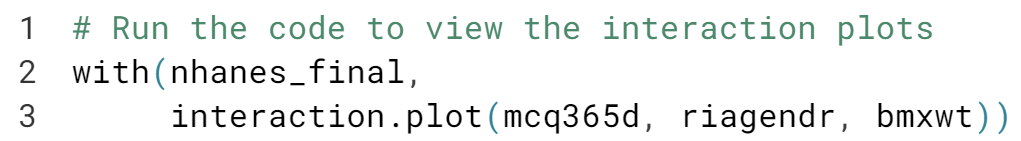 1 # Run the code to view the interaction plots
2 with(nhanes_final,
3 interaction.plot(mcq365d, riagendr, bmxwt))